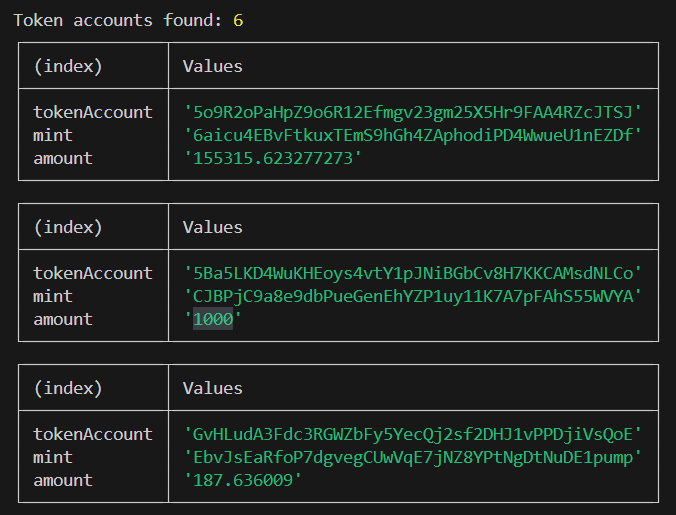 Token accounts found: 6
(index) Values
tokenAccount '5o9R2oPaHpZ9o6R12Efmgv23gm25X5Hr9FAA4RZcJTSJ'
mint '6aicu4EBvFtkuxTEmS9hGh4ZAphodiPD4WwueU1nEZDf'
amount '155315.623277273'
(index) Values
tokenAccount '5Ba5LKD4WuKHEoys4vtY1pJNiBGbCv8H7KKCAMsdNLCo'
mint 'CJBPjC9a8e9dbPueGenEhYZP1uy11K7A7pFAhS55WVYA'
amount '1000'
(index) Values
tokenAccount 'GvHLudA3Fdc3RGWZbFy5YecQj2sf2DHJ1vPPDjiVsQoE'
mint 'EbvJsEaRfoP7dgvegCUwVqE7jNZ8YPtNgDtNuDE1pump'
amount '187.636009'